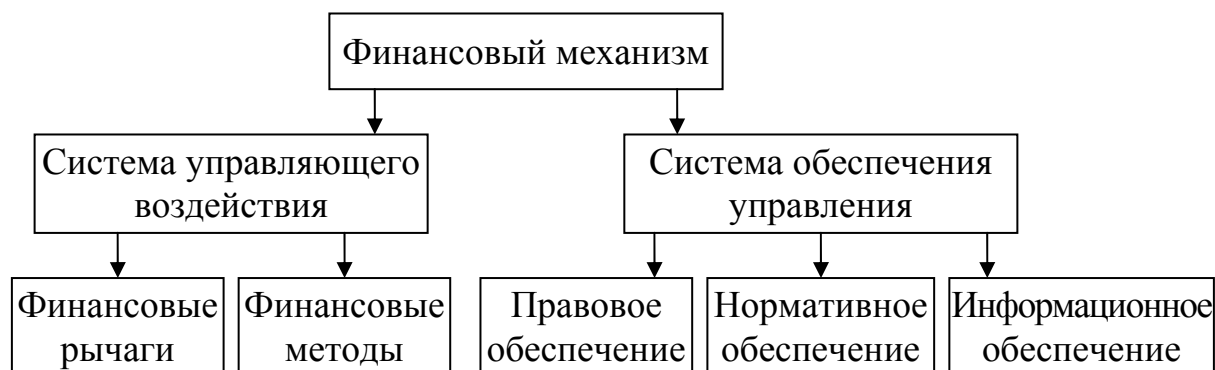 Финансовый механизм
Система управляющего
воздействия
Система обеспечения
управления
Финансовые
рычаги
Финансовые
методы
Правовое
обеспечение
Нормативное
обеспечение
Информационное
обеспечение